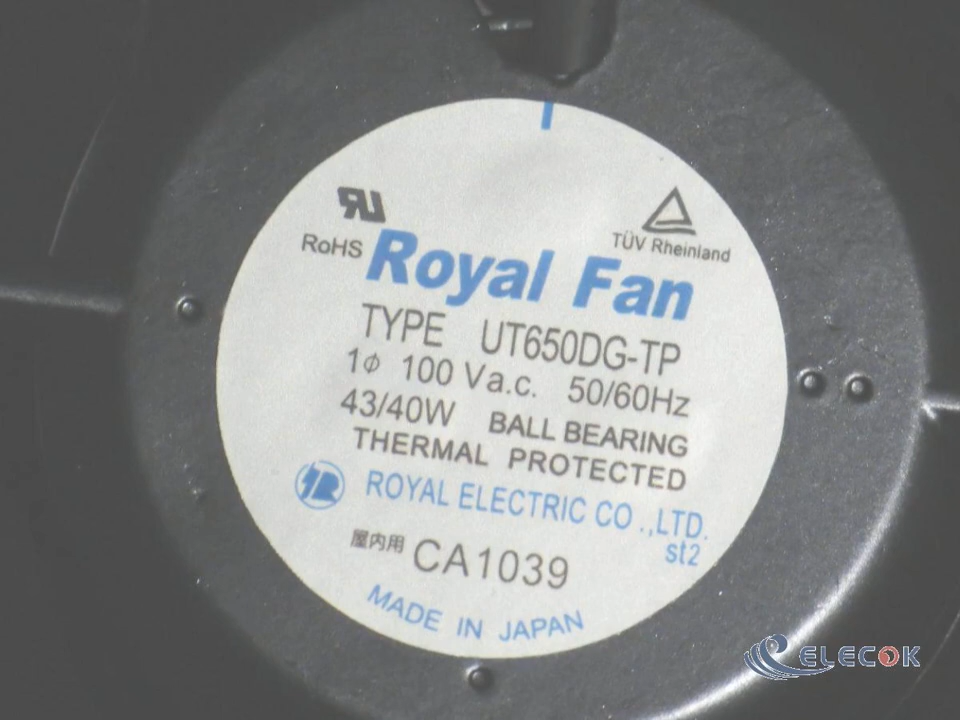 RU
RoHS
TÜV Rheinland
Royal Fan
TYPE UT650DG-TP
1ϕ 100 Va.c. 50/60Hz
43/40W BALL BEARING
THERMAL PROTECTED
ROYAL ELECTRIC CO.,LTD.
st2
屋内用 CA1039
MADE IN JAPAN
ELECOK